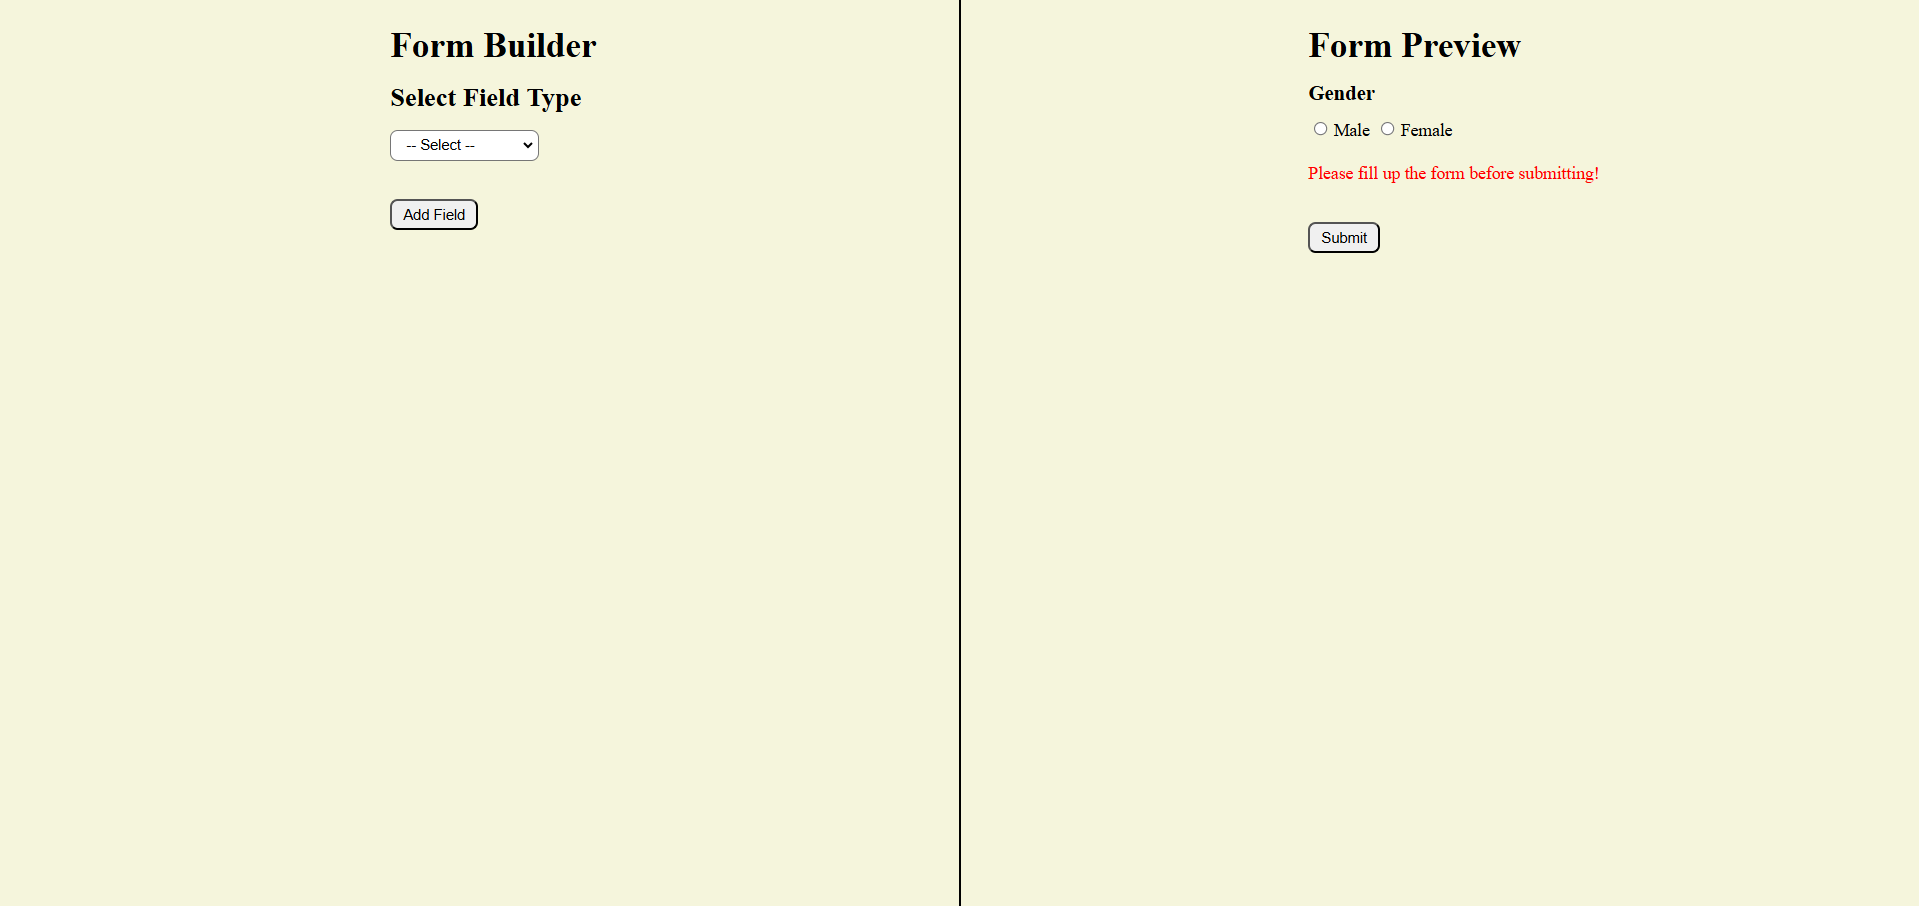 Form Builder
Select Field Type
-- Select --
Add Field
Form Preview
Gender
Male Female
Please fill up the form before submitting!
Submit